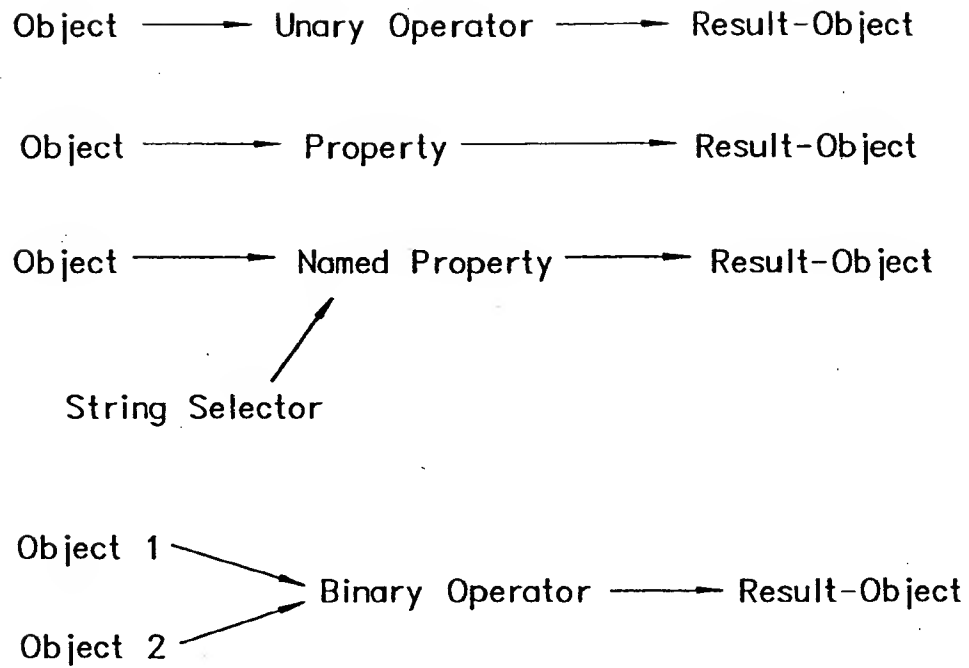 Object Unary Operator Result-Object
Object Property Result-Object
Object Named Property Result-Object
String Selector
Object 1
Binary Operator Result-Object
Object 2